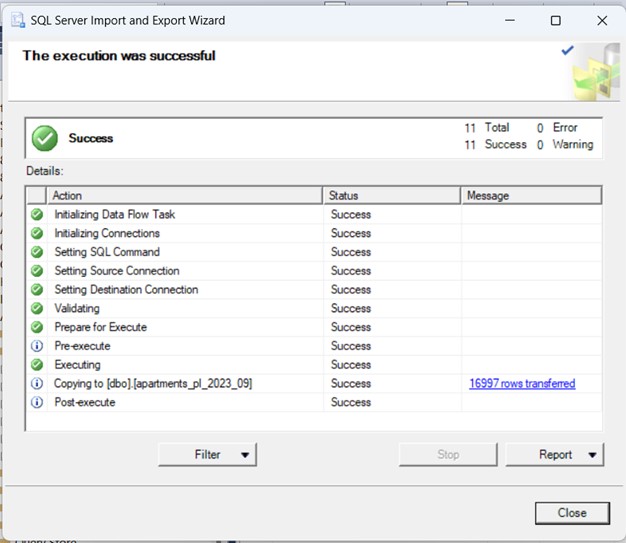 SQL Server Import and Export Wizard
The execution was successful
Success
11 Total 0 Error
11 Success 0 Warning
Details:
Action Status Message
Initializing Data Flow Task Success
Initializing Connections Success
Setting SQL Command Success
Setting Source Connection Success
Setting Destination Connection Success
Validating Success
Prepare for Execute Success
Pre-execute Success
Executing Success
Copying to [dbo].[apartments_pl_2023_09] Success 16997 rows transferred
Post-execute Success
Filter Stop Report
Close
Query Store